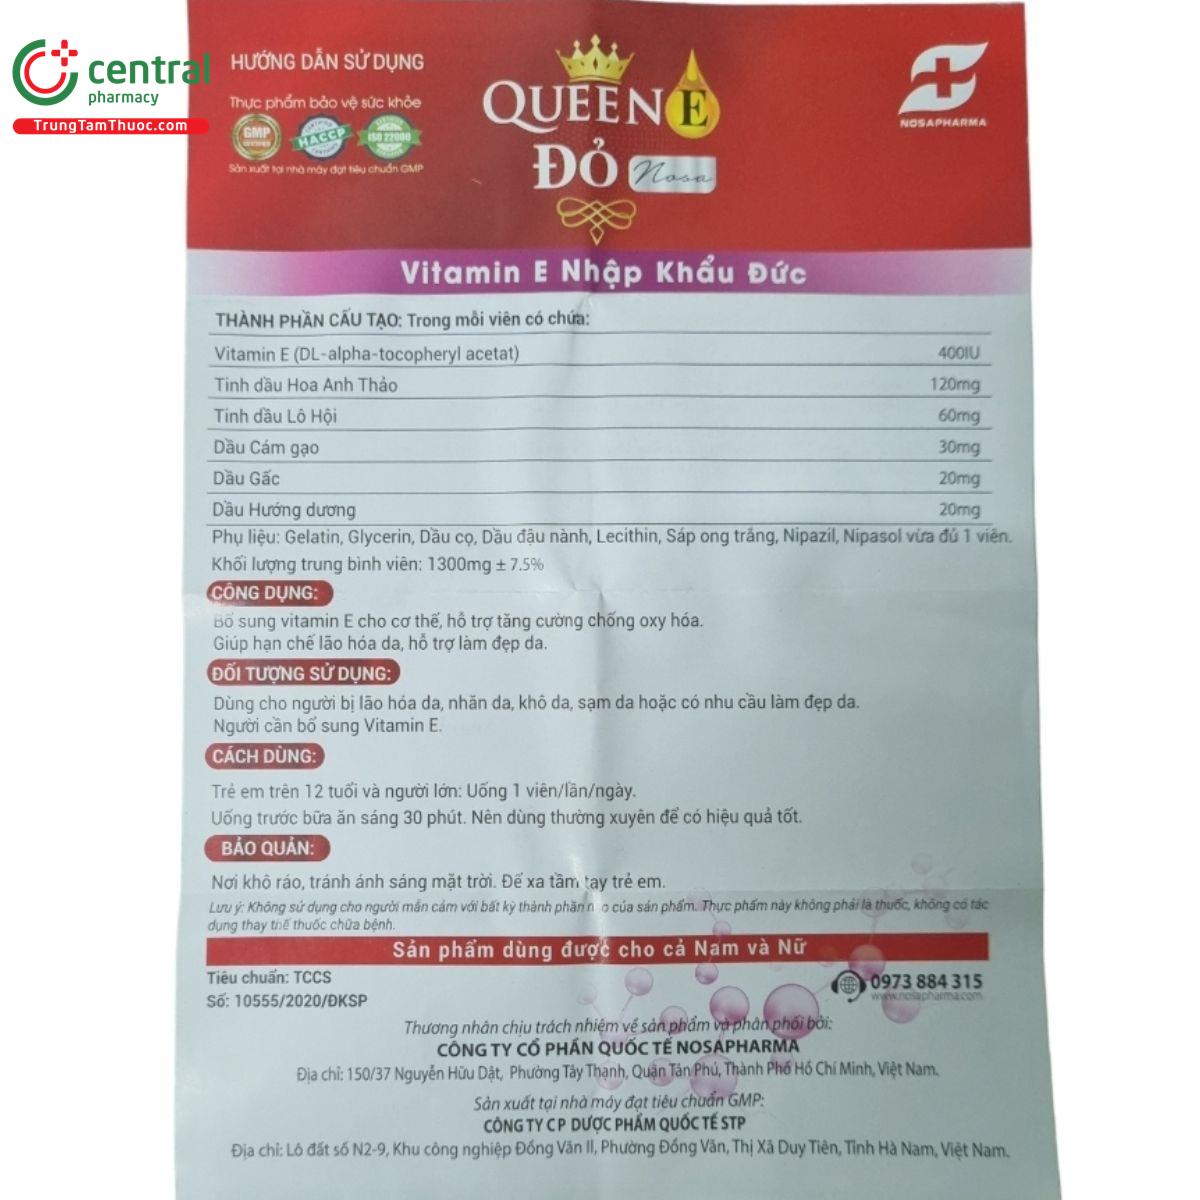 central
pharmacy
TrungTamThuoc.com
HƯỚNG DẪN SỬ DỤNG
Thực phẩm bảo vệ sức khỏe
GMP
HACCP
ISO 22000
Sản xuất tại nhà máy đạt tiêu chuẩn GMP
QUEEN E
ĐỎ Nosa
NOSAPHARMA
Vitamin E Nhập Khẩu Đức
THÀNH PHẦN CẤU TẠO: Trong mỗi viên có chứa:
Vitamin E (DL-alpha-tocopheryl acetat) 400IU
Tinh dầu Hoa Anh Thảo 120mg
Tinh dầu Lô Hội 60mg
Dầu Cám gạo 30mg
Dầu Gấc 20mg
Dầu Hướng dương 20mg
Phụ liệu: Gelatin, Glycerin, Dầu cọ, Dầu đậu nành, Lecithin, Sáp ong trắng, Nipazil, Nipasol vừa đủ 1 viên.
Khối lượng trung bình viên: 1300mg ± 7.5%
CÔNG DỤNG:
Bổ sung vitamin E cho cơ thể, hỗ trợ tăng cường chống oxy hóa.
Giúp hạn chế lão hóa da, hỗ trợ làm đẹp da.
ĐỐI TƯỢNG SỬ DỤNG:
Dùng cho người bị lão hóa da, nhăn da, khô da, sạm da hoặc có nhu cầu làm đẹp da.
Người cần bổ sung Vitamin E.
CÁCH DÙNG:
Trẻ em trên 12 tuổi và người lớn: Uống 1 viên/lần/ngày.
Uống trước bữa ăn sáng 30 phút. Nên dùng thường xuyên để có hiệu quả tốt.
BẢO QUẢN:
Nơi khô ráo, tránh ánh sáng mặt trời. Để xa tầm tay trẻ em.
Lưu ý: Không sử dụng cho người mẫn cảm với bất kỳ thành phần nào của sản phẩm. Thực phẩm này không phải là thuốc, không có tác
dụng thay thế thuốc chữa bệnh.
Sản phẩm dùng được cho cả Nam và Nữ
Tiêu chuẩn: TCCS
Số: 10555/2020/ĐKSP
0973 884 315
www.nosapharma.com
Thương nhân chịu trách nhiệm về sản phẩm và phân phối bởi:
CÔNG TY CỔ PHẦN QUỐC TẾ NOSAPHARMA
Địa chỉ: 150/37 Nguyễn Hữu Dật, Phường Tây Thạnh, Quận Tân Phú, Thành Phố Hồ Chí Minh, Việt Nam.
Sản xuất tại nhà máy đạt tiêu chuẩn GMP:
CÔNG TY CP DƯỢC PHẨM QUỐC TẾ STP
Địa chỉ: Lô đất số N2-9, Khu công nghiệp Đồng Văn II, Phường Đồng Văn, Thị Xã Duy Tiên, Tỉnh Hà Nam, Việt Nam.